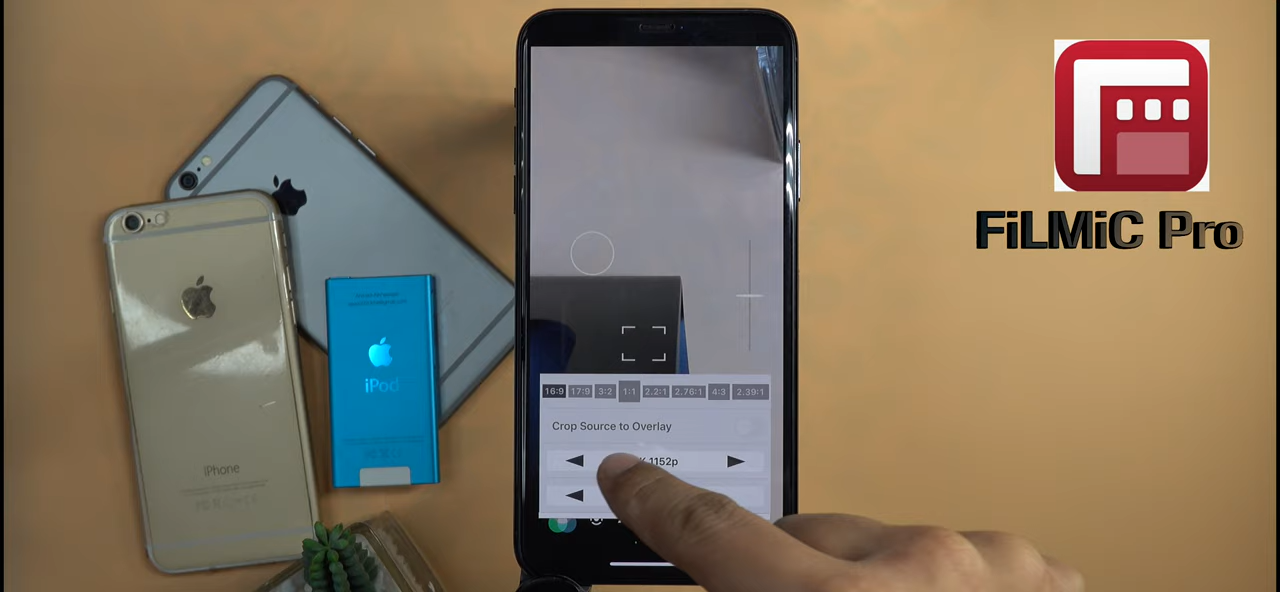 FiLMiC Pro
16:9 17:9 3:2 1:1 2.2:1 2.76:1 4:3 2.39:1
Crop Source to Overlay
K 1152p
iPod
iPhone